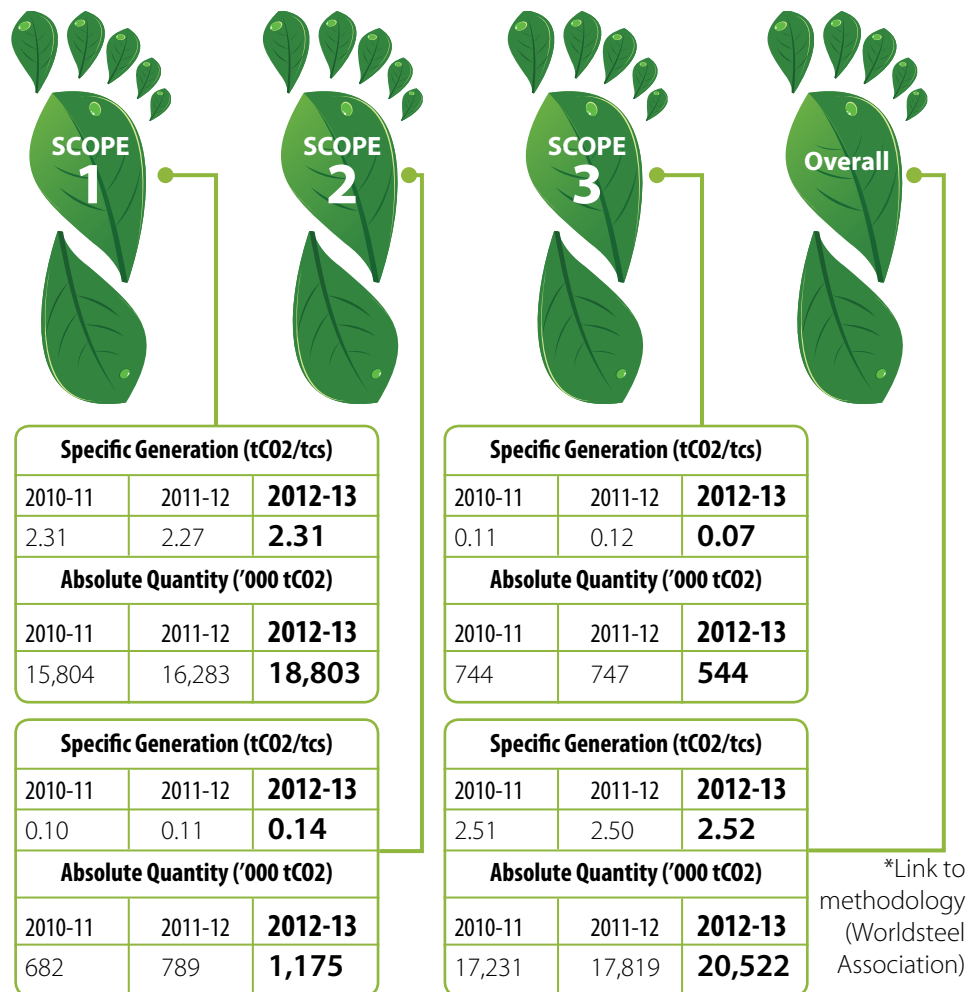 SCOPE
1
SCOPE
2
SCOPE
3
Overall
Specific Generation (tCO2/tcs)
2010-11 2011-12 2012-13
2.31 2.27 2.31
Absolute Quantity (’000 tCO2)
2010-11 2011-12 2012-13
15,804 16,283 18,803
Specific Generation (tCO2/tcs)
2010-11 2011-12 2012-13
0.11 0.12 0.07
Absolute Quantity (’000 tCO2)
2010-11 2011-12 2012-13
744 747 544
Specific Generation (tCO2/tcs)
2010-11 2011-12 2012-13
0.10 0.11 0.14
Absolute Quantity (’000 tCO2)
2010-11 2011-12 2012-13
682 789 1,175
Specific Generation (tCO2/tcs)
2010-11 2011-12 2012-13
2.51 2.50 2.52
Absolute Quantity (’000 tCO2)
2010-11 2011-12 2012-13
17,231 17,819 20,522
*Link to
methodology
(Worldsteel
Association)